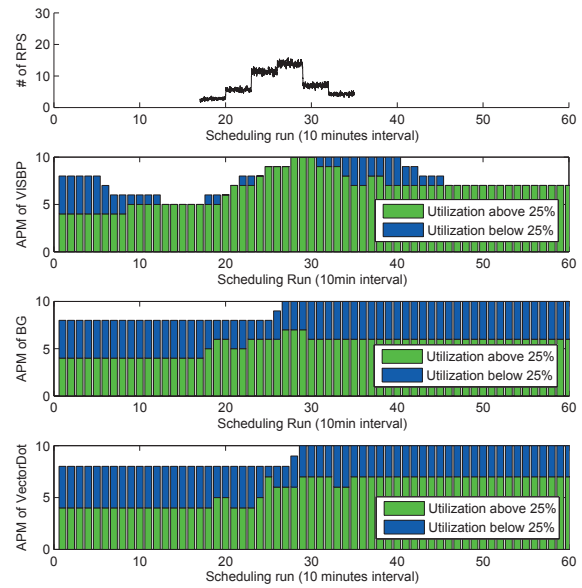 30
20
10
0
# of RPS
0 10 20 30 40 50 60
Scheduling run (10 minutes interval)
10
5
0
APM of VISBP
Utilization above 25%
Utilization below 25%
0 10 20 30 40 50 60
Scheduling Run (10min interval)
10
5
0
APM of BG
Utilization above 25%
Utilization below 25%
0 10 20 30 40 50 60
Scheduling Run (10min interval)
10
5
0
APM of VectorDot
Utilization above 25%
Utilization below 25%
0 10 20 30 40 50 60
Scheduling run (10 minutes interval)